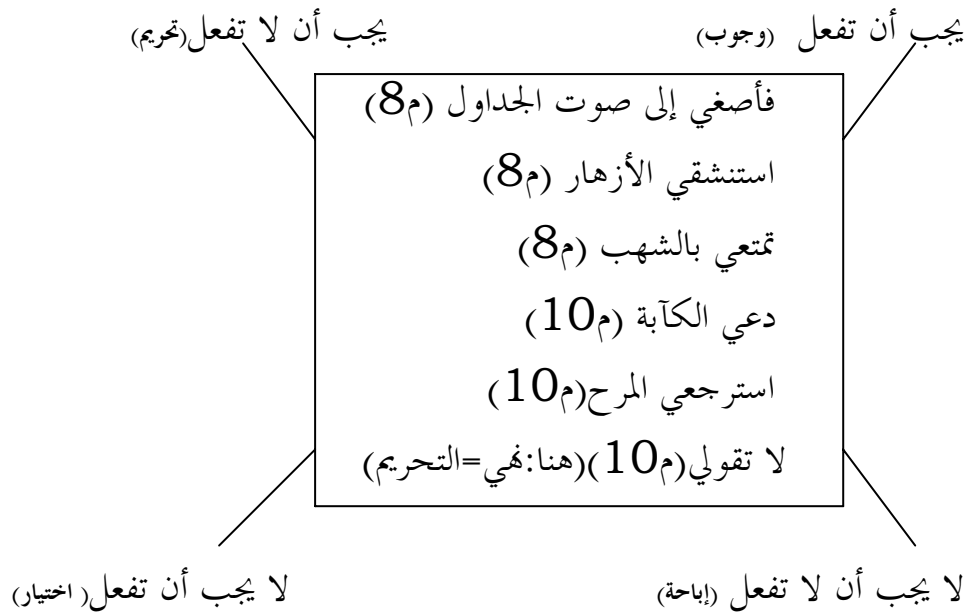 يجب أن تفعل (وجوب) يجب أن لا تفعل(تحريم)
فأصغي إلى صوت الجداول (م8)
استنشقي الأزهار (م8)
تمتعي بالشهب (م8)
دعي الكآبة (م10)
استرجعي المرح(م10)
لا تقولي(م10)(هنا:نهي=التحريم)
لا يجب أن لا تفعل (إباحة) لا يجب أن تفعل( اختيار)